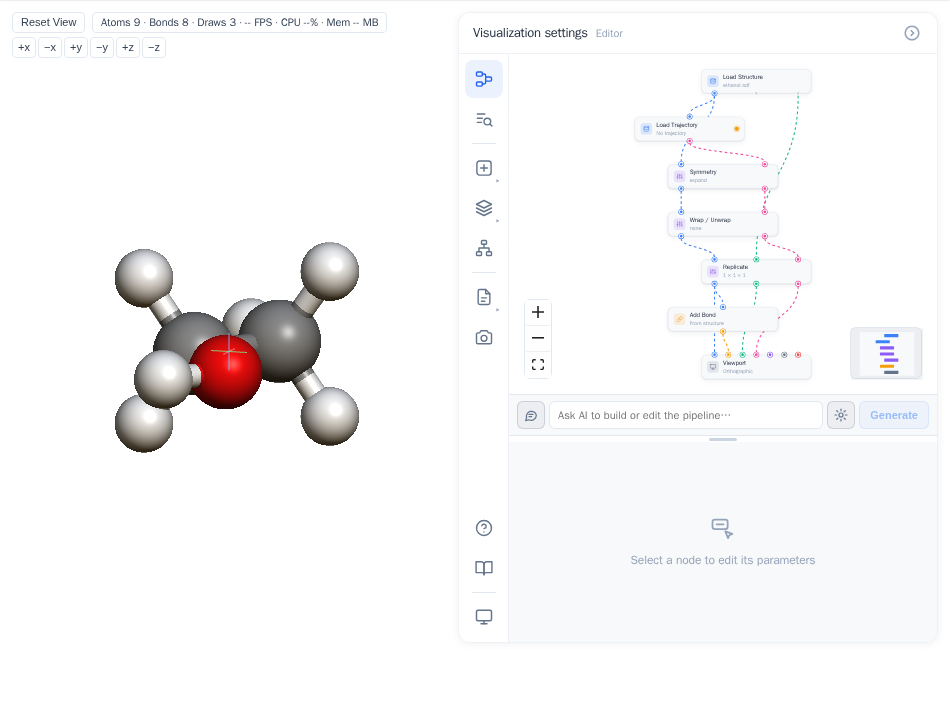 Reset View
Atoms 9 · Bonds 8 · Draws 3 · -- FPS · CPU --% · Mem -- MB
+x
−x
+y
−y
+z
−z
Visualization settings
Editor
Load Structure
ethanol.sdf
Load Trajectory
No trajectory
Symmetry
expand
Wrap / Unwrap
none
Replicate
1 × 1 × 1
Add Bond
From structure
Viewport
Orthographic
Ask AI to build or edit the pipeline···
Generate
Select a node to edit its parameters